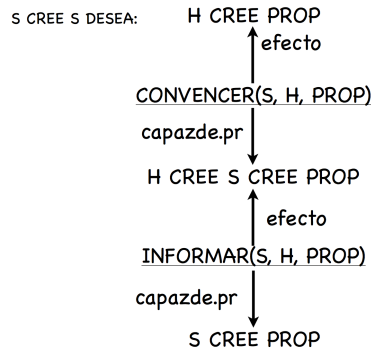 S CREE S DESEA:
H CREE PROP
efecto
CONVENCER(S, H, PROP)
capazde.pr
H CREE S CREE PROP
efecto
INFORMAR(S, H, PROP)
capazde.pr
S CREE PROP